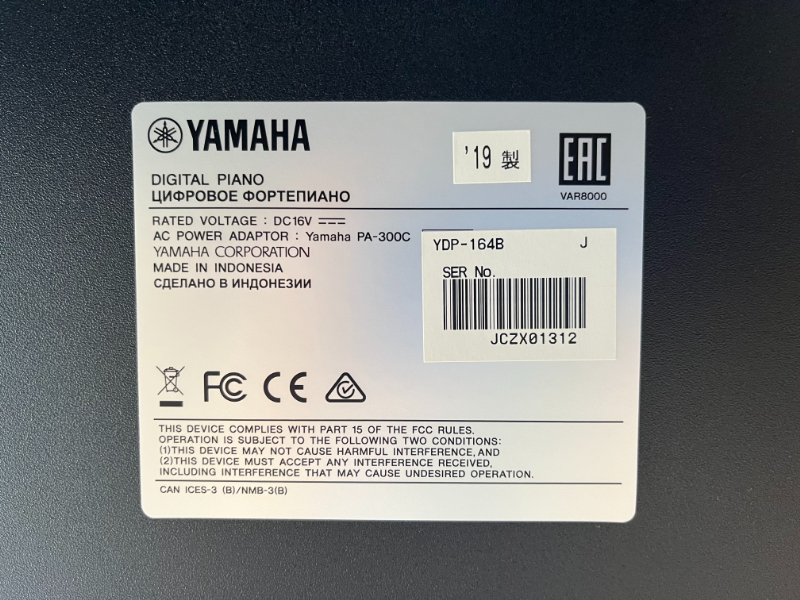 YAMAHA
'19 製
EAC
VAR8000
DIGITAL PIANO
ЦИФРОВОЕ ФОРТЕПИАНО
RATED VOLTAGE : DC16V
AC POWER ADAPTOR : Yamaha PA-300C
YAMAHA CORPORATION
MADE IN INDONESIA
СДЕЛАНО В ИНДОНЕЗИИ
YDP-164B J
SER No.
JCZX01312
FC CE
THIS DEVICE COMPLIES WITH PART 15 OF THE FCC RULES.
OPERATION IS SUBJECT TO THE FOLLOWING TWO CONDITIONS:
(1)THIS DEVICE MAY NOT CAUSE HARMFUL INTERFERENCE, AND
(2)THIS DEVICE MUST ACCEPT ANY INTERFERENCE RECEIVED,
INCLUDING INTERFERENCE THAT MAY CAUSE UNDESIRED OPERATION.
CAN ICES-3 (B)/NMB-3(B)